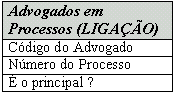 Advogados em
Processos (LIGAÇÃO)
Código do Advogado
Número do Processo
É o principal ?